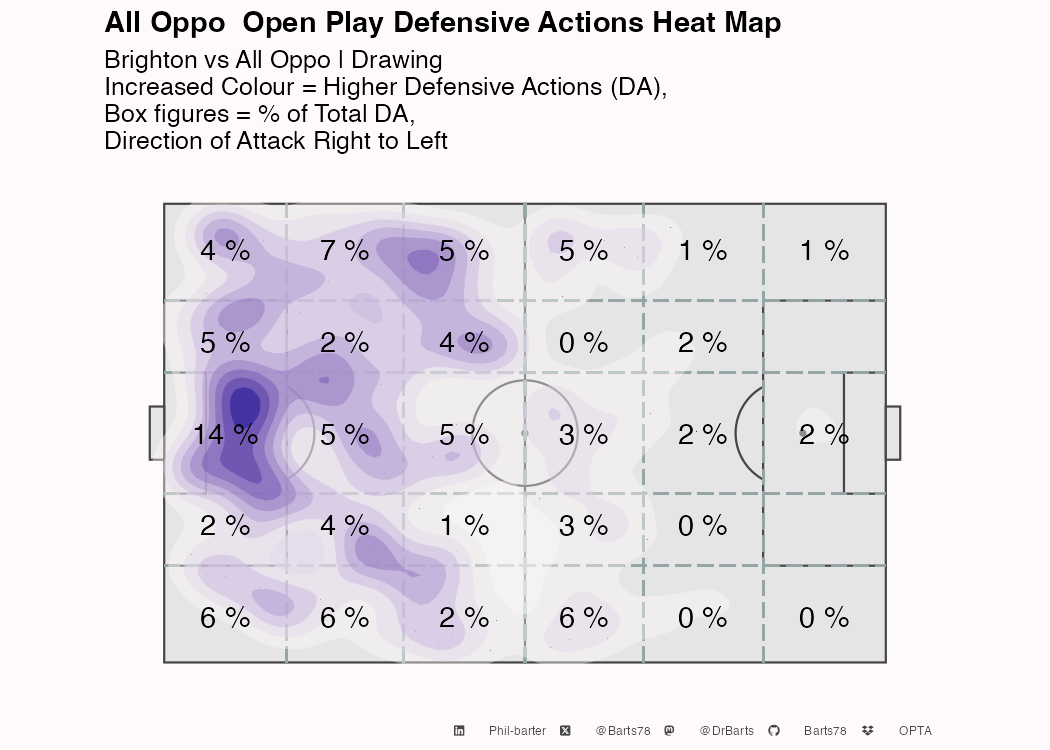 All Oppo  Open Play Defensive Actions Heat Map
Brighton vs All Oppo | Drawing
Increased Colour = Higher Defensive Actions (DA),
Box figures = % of Total DA,
Direction of Attack Right to Left
4 % 7 % 5 % 5 % 1 % 1 %
5 % 2 % 4 % 0 % 2 %
14 % 5 % 5 % 3 % 2 % 2 %
2 % 4 % 1 % 3 % 0 %
6 % 6 % 2 % 6 % 0 % 0 %
Phil-barter @Barts78 @DrBarts Barts78 OPTA